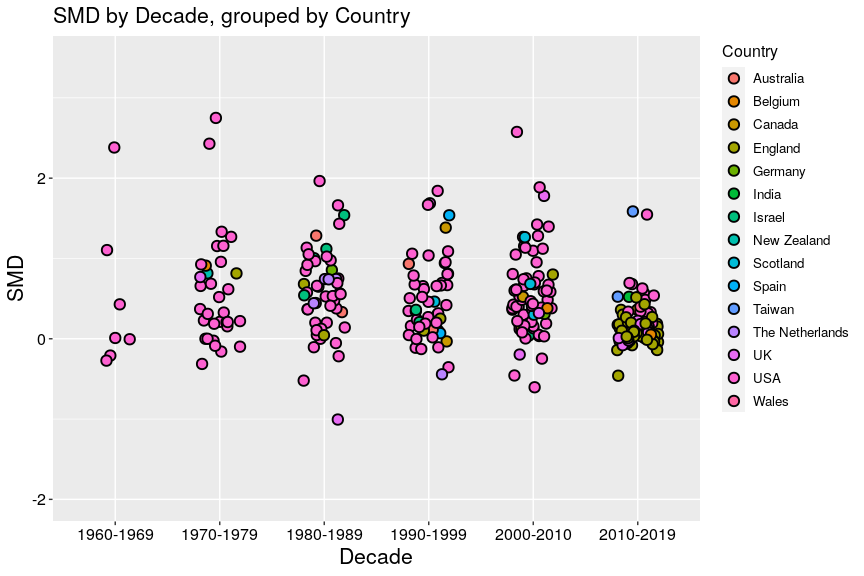 SMD by Decade, grouped by Country
SMD
2
0
-2
1960-1969
1970-1979
1980-1989
1990-1999
2000-2010
2010-2019
Decade
Country
Australia
Belgium
Canada
England
Germany
India
Israel
New Zealand
Scotland
Spain
Taiwan
The Netherlands
UK
USA
Wales